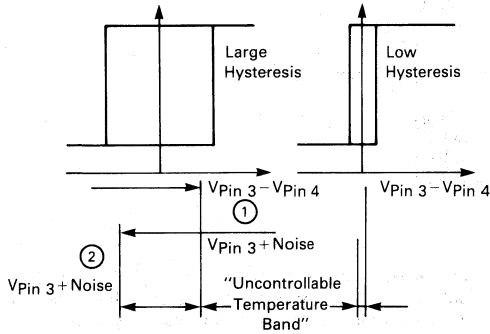 Large
Hysteresis
Low
Hysteresis
VPin 3 – VPin 4
VPin 3 – VPin 4
1
VPin 3 + Noise
2
VPin 3 + Noise
"Uncontrollable
Temperature
Band"